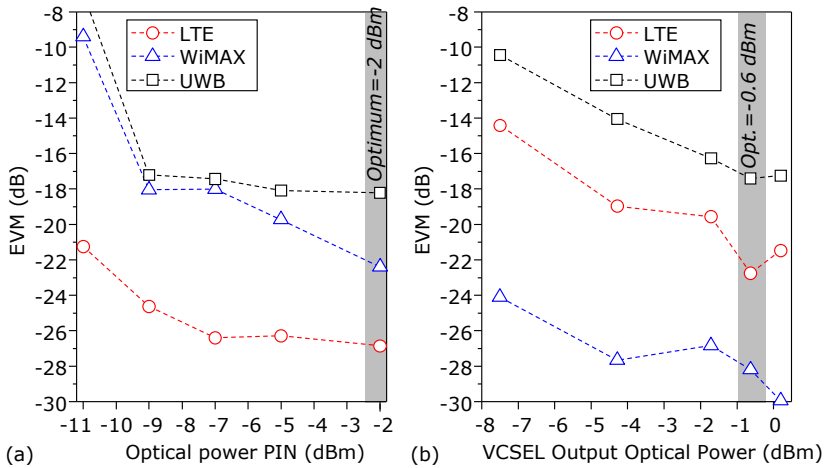 -8
-10
-12
-14
-16
-18
-20
-22
-24
-26
-28
-30
EVM (dB)
LTE
WiMAX
UWB
Optimum=-2 dBm
-11 -10 -9 -8 -7 -6 -5 -4 -3 -2
Optical power PIN (dBm)
(a)
-8
-10
-12
-14
-16
-18
-20
-22
-24
-26
-28
-30
EVM (dB)
LTE
WiMAX
UWB
Opt.=-0.6 dBm
-8 -7 -6 -5 -4 -3 -2 -1 0
VCSEL Output Optical Power (dBm)
(b)